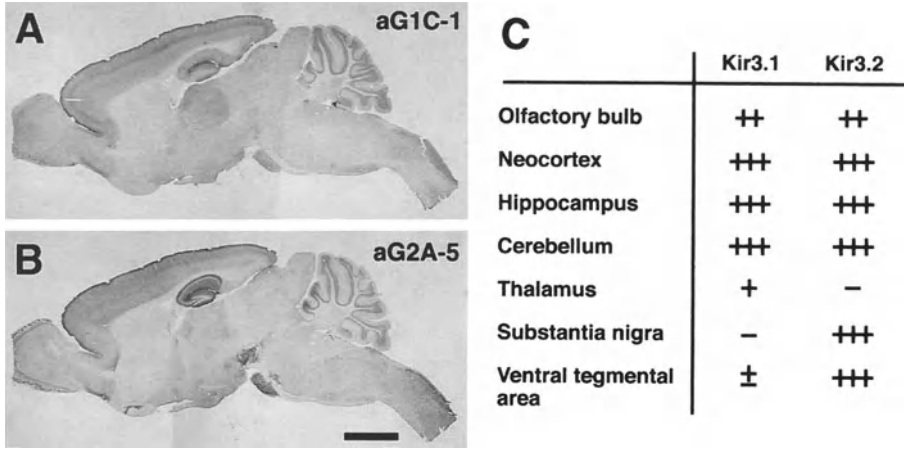 A
aG1C-1
B
aG2A-5
C
Kir3.1 Kir3.2
Olfactory bulb ++ ++
Neocortex +++ +++
Hippocampus +++ +++
Cerebellum +++ +++
Thalamus + −
Substantia nigra − +++
Ventral tegmental ± +++
area